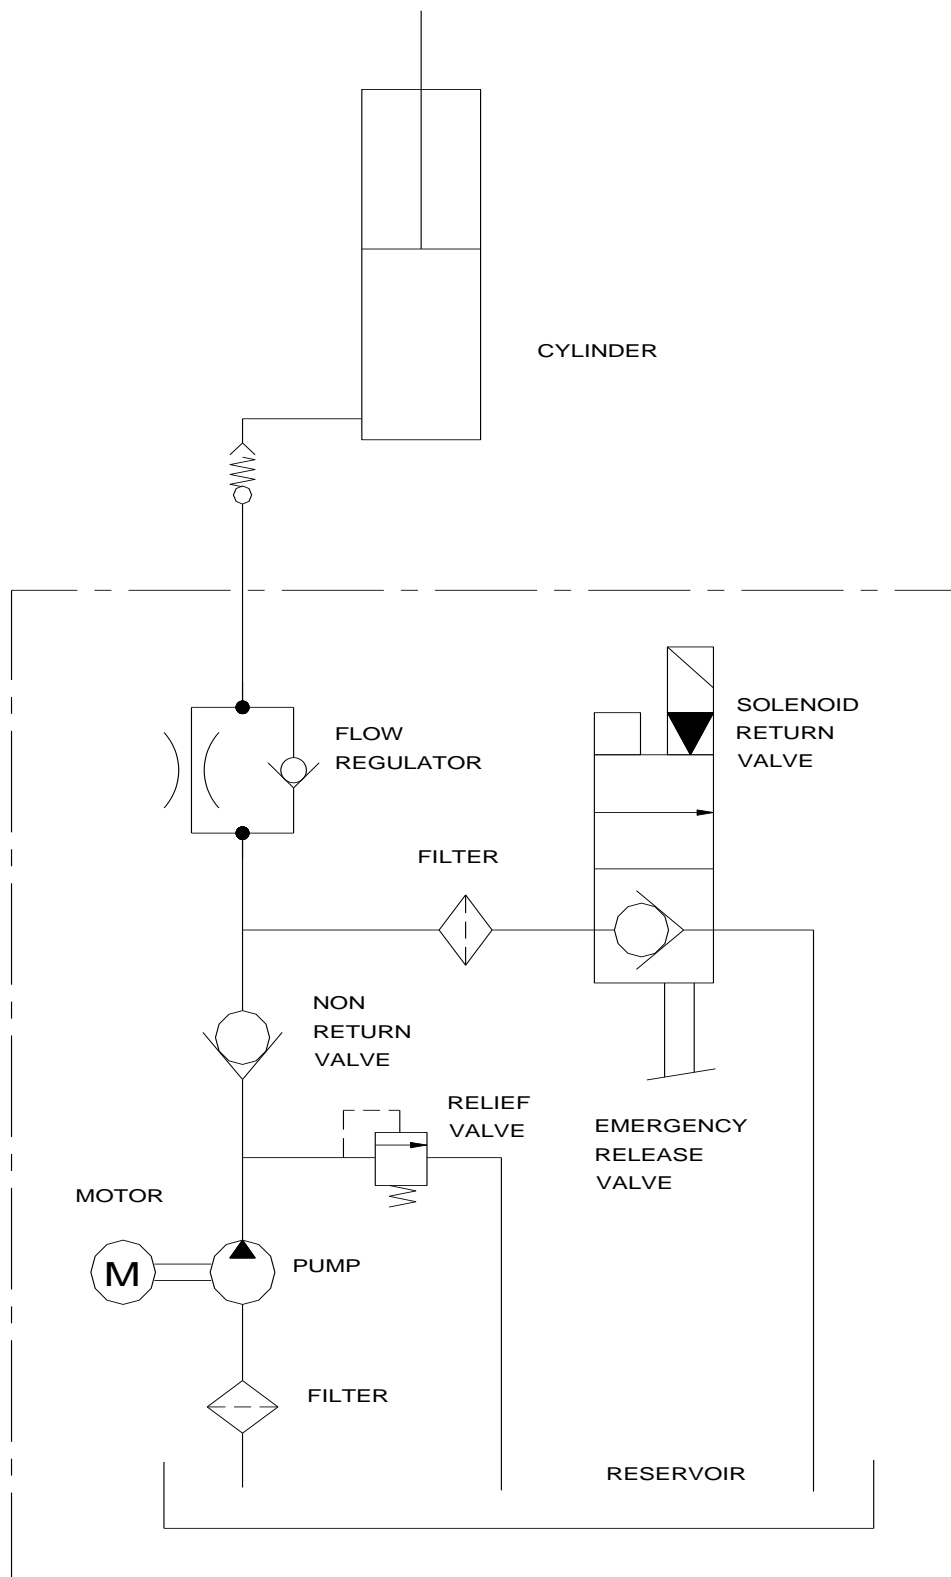 CYLINDER
SOLENOID
RETURN
VALVE
FLOW
REGULATOR
FILTER
NON
RETURN
VALVE
RELIEF
VALVE
EMERGENCY
RELEASE
VALVE
MOTOR
M
PUMP
FILTER
RESERVOIR